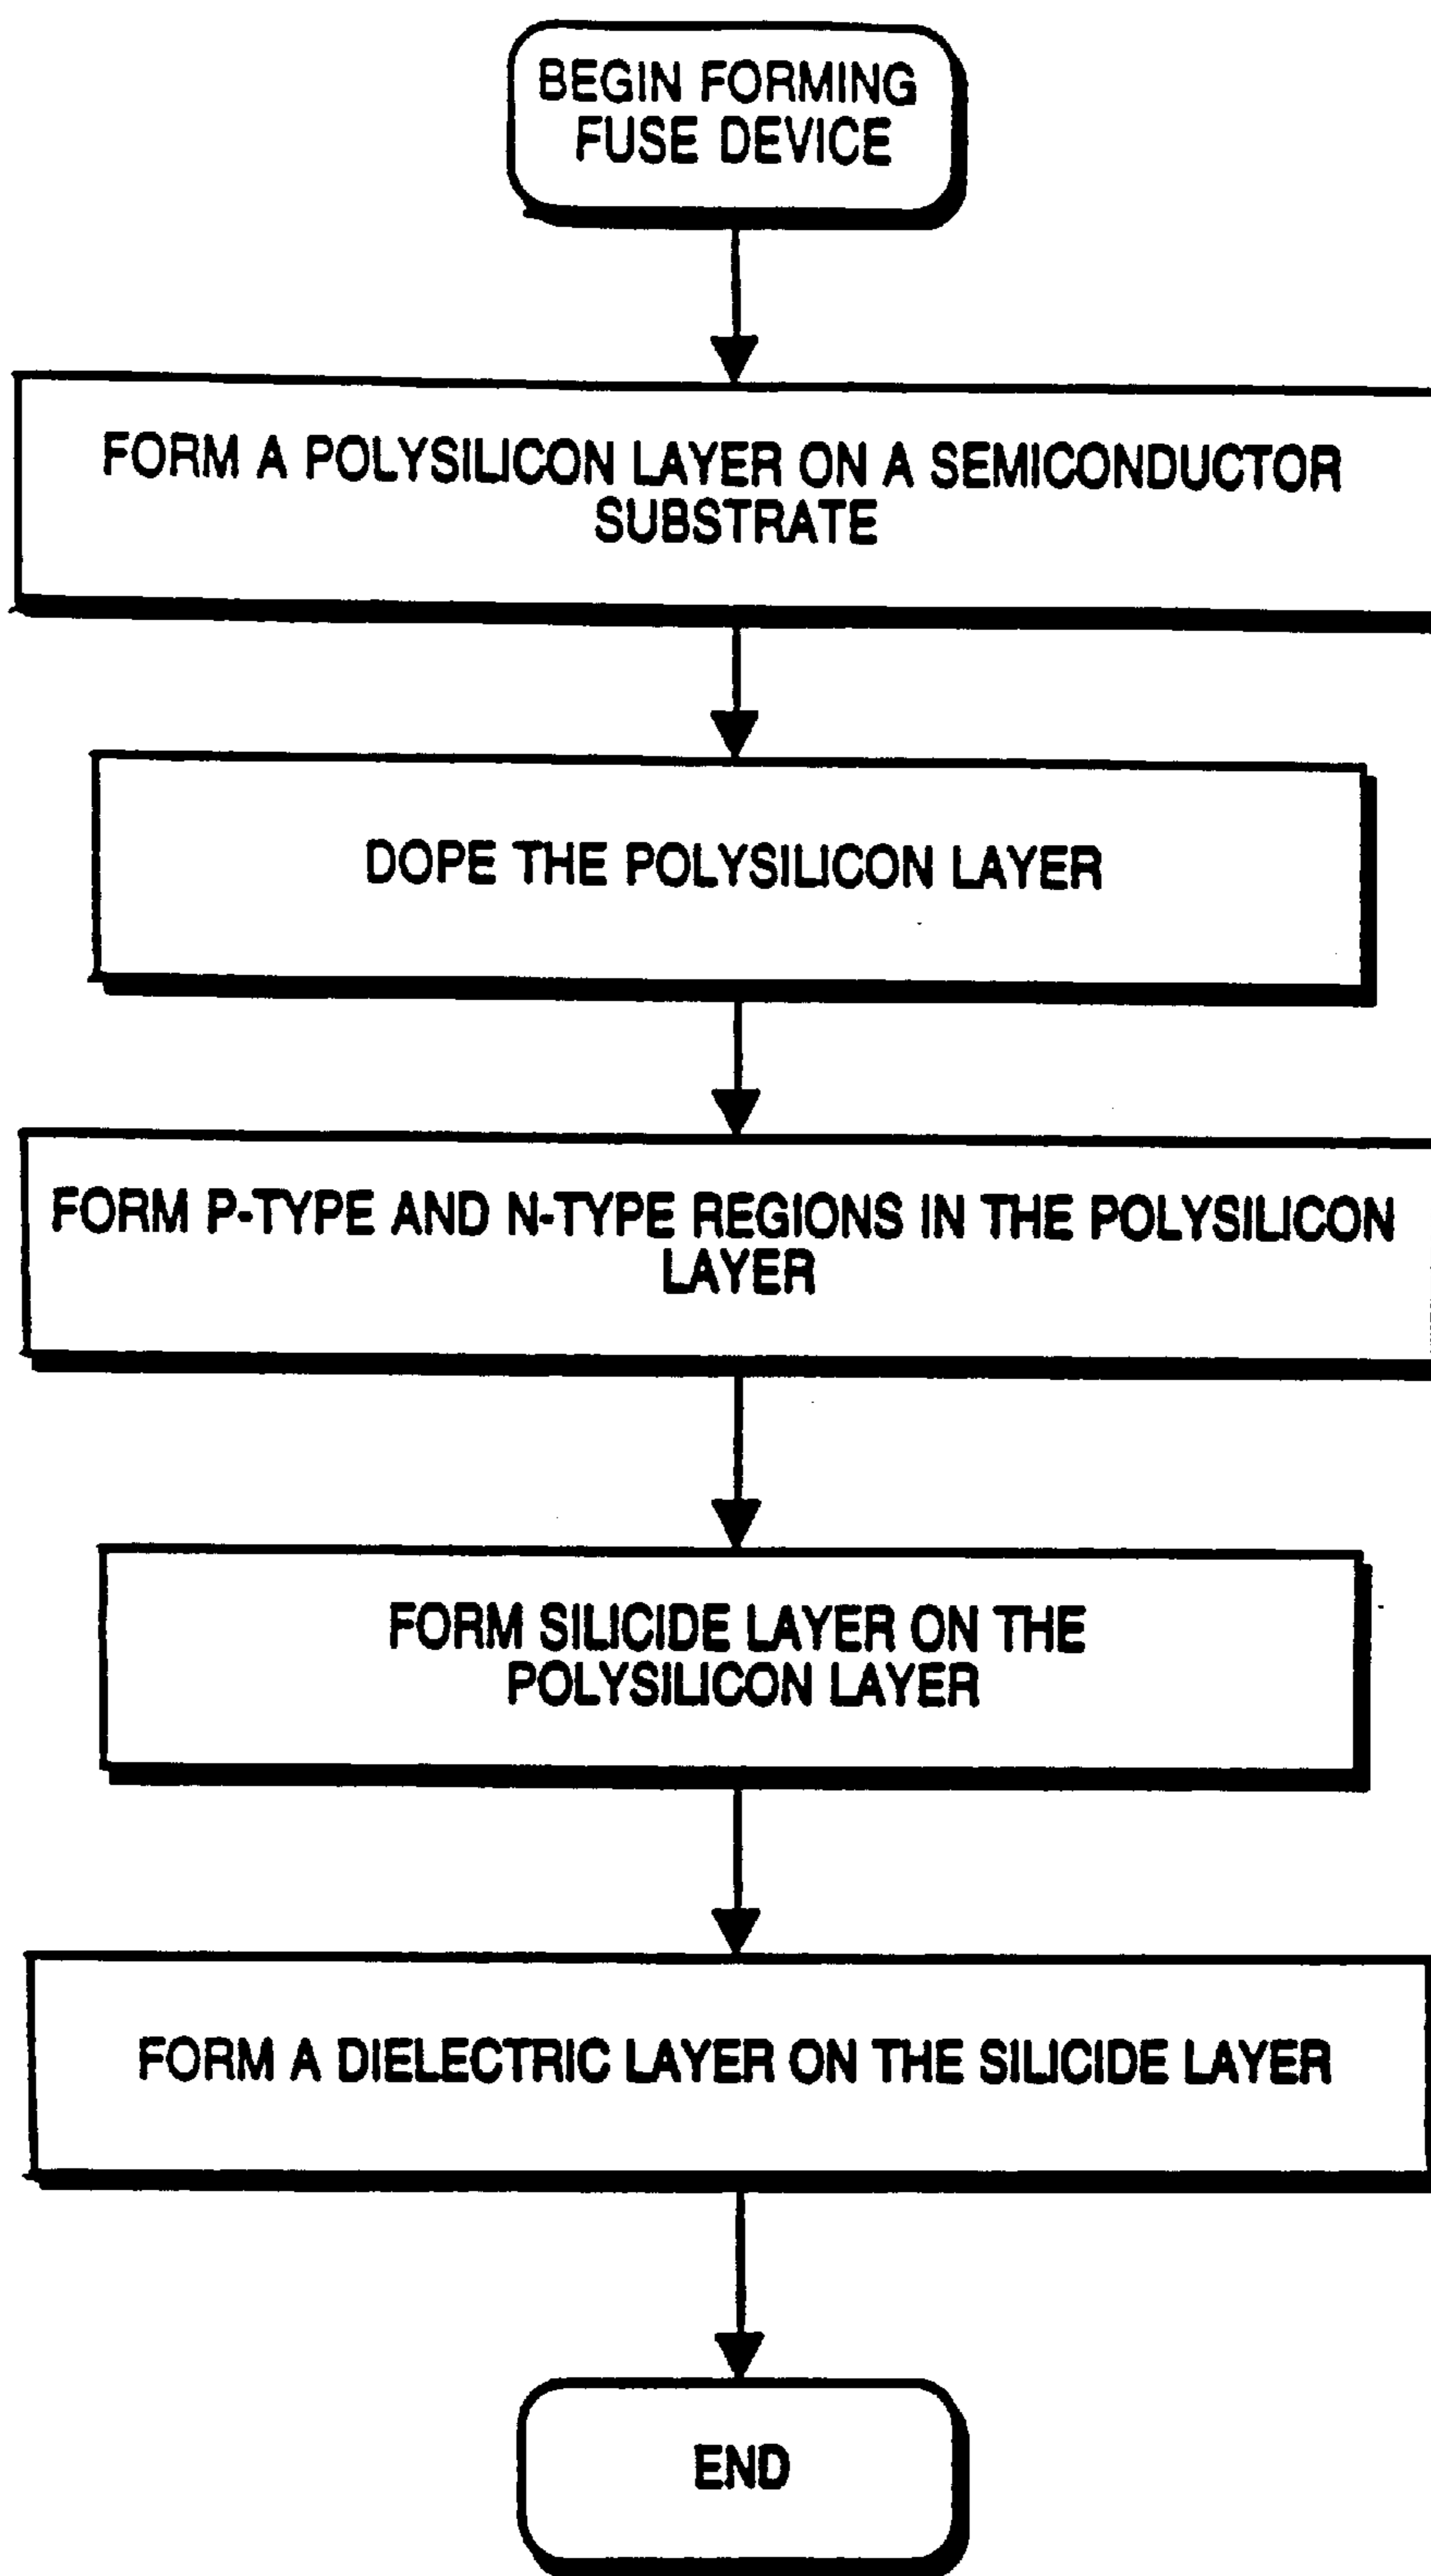 BEGIN FORMING
FUSE DEVICE
FORM A POLYSILICON LAYER ON A SEMICONDUCTOR
SUBSTRATE
DOPE THE POLYSILICON LAYER
FORM P-TYPE AND N-TYPE REGIONS IN THE POLYSILICON
LAYER
FORM SILICIDE LAYER ON THE
POLYSILICON LAYER
FORM A DIELECTRIC LAYER ON THE SILICIDE LAYER
END